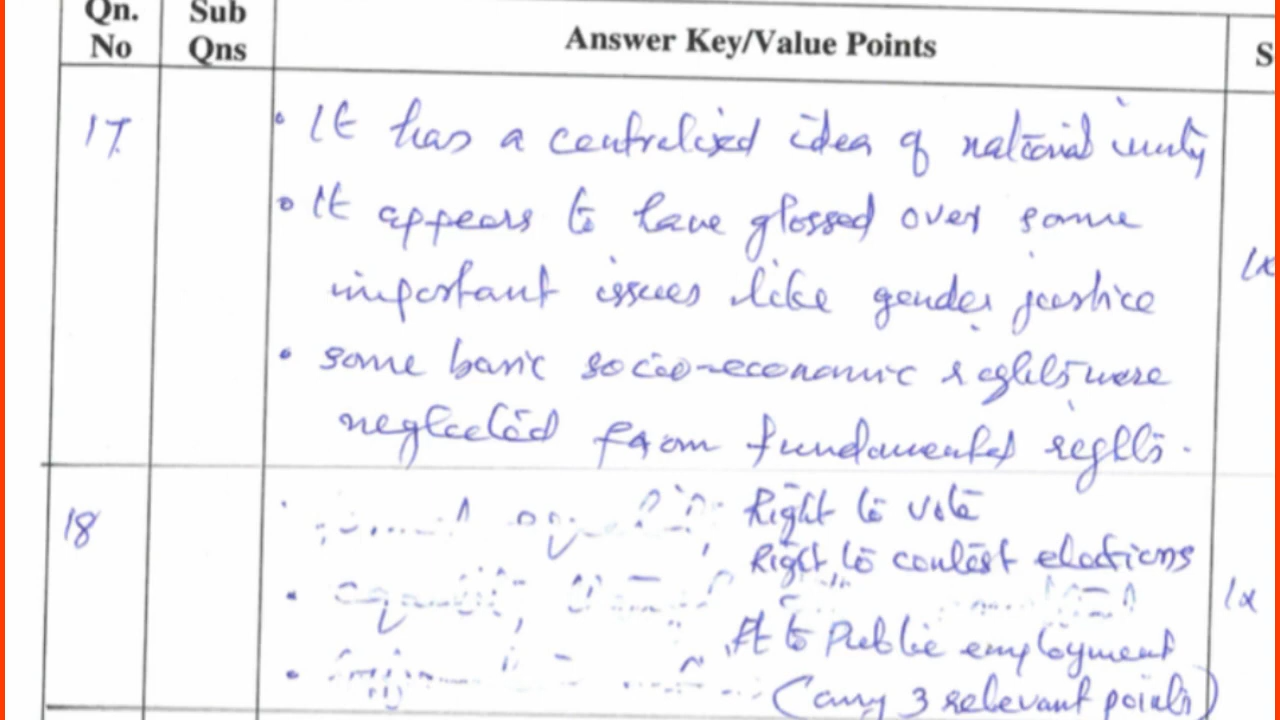 Qn. No
Sub Qns
Answer Key/Value Points
S
17.
• It has a centralized idea of national unity
• It appears to have glossed over some
important issues like gender justice
1x
• some basic socio-economic rights were
neglected from fundamental rights.
18
Right to vote
Right to contest elections
1x
Rt to Public employment
(any 3 relevant points)